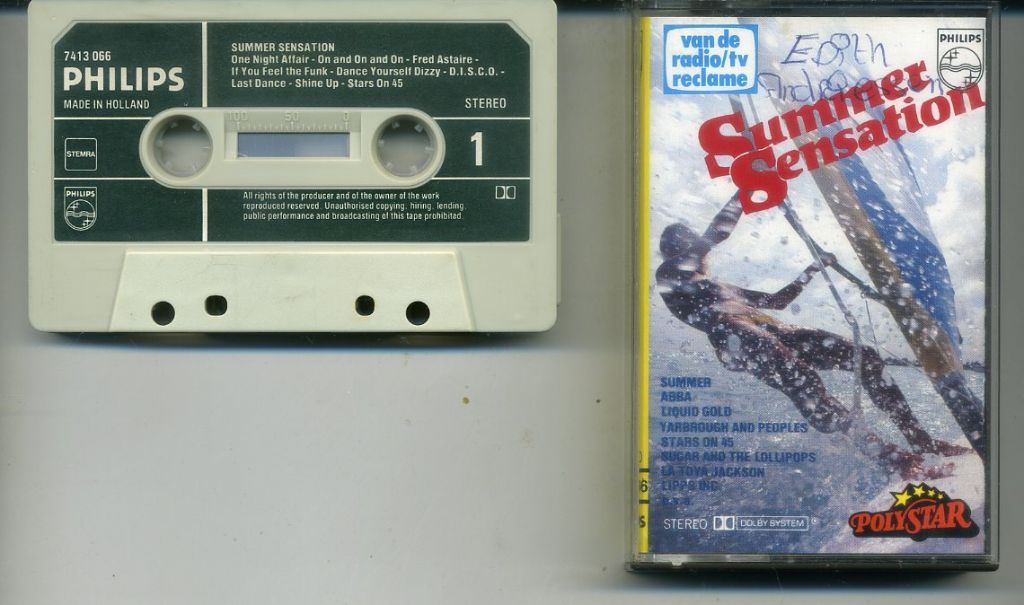 7413 066
PHILIPS
MADE IN HOLLAND
STEMRA
PHILIPS
SUMMER SENSATION
One Night Affair - On and On and On - Fred Astaire -
If You Feel the Funk - Dance Yourself Dizzy - D.I.S.C.O. -
Last Dance - Shine Up - Stars On 45
STEREO
100 50 0
1
All rights of the producer and of the owner of the work
reproduced reserved. Unauthorised copying, hiring, lending,
public performance and broadcasting of this tape prohibited.
van de
radio/tv
reclame
Edith
PHILIPS
Summer
Sensation
SUMMER
ABBA
LIQUID GOLD
YARBROUGH AND PEOPLES
STARS ON 45
SUGAR AND THE LOLLIPOPS
LA TOYA JACKSON
LIPPS INC.
STEREO DOLBY SYSTEM
POLYSTAR